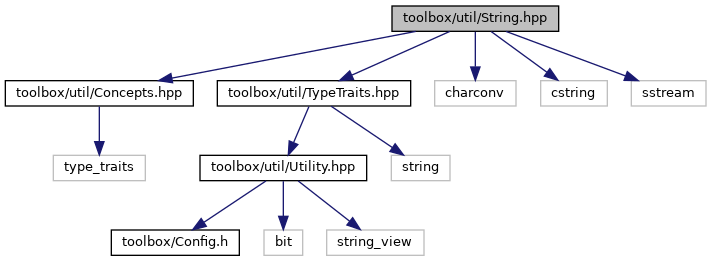 toolbox/util/String.hpp
toolbox/util/Concepts.hpp
toolbox/util/TypeTraits.hpp
charconv
cstring
sstream
type_traits
toolbox/util/Utility.hpp
string
toolbox/Config.h
bit
string_view